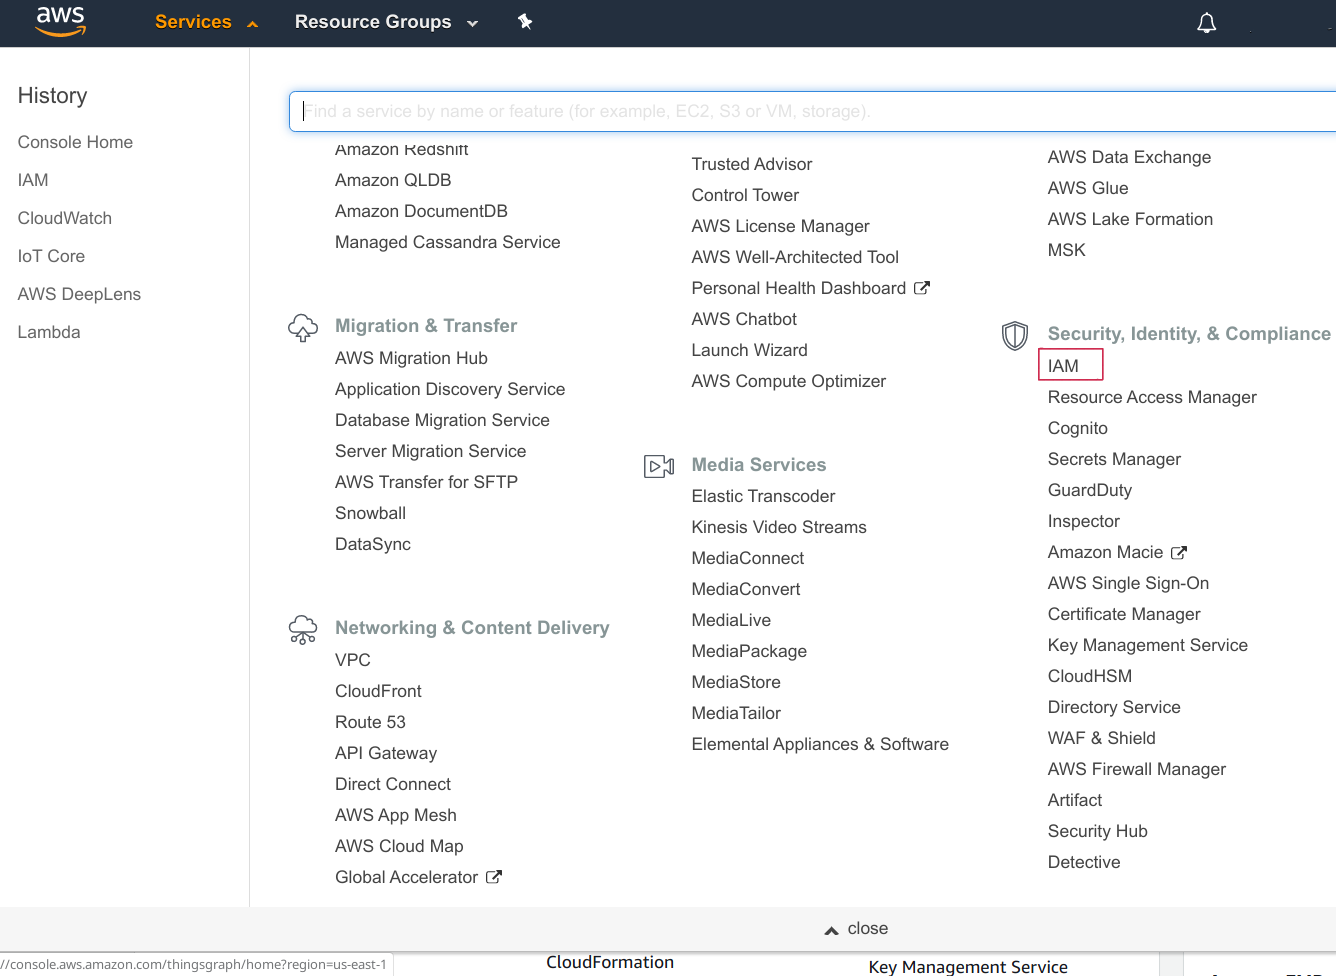 aws Services Resource Groups
History
Console Home
IAM
CloudWatch
IoT Core
AWS DeepLens
Lambda
Find a service by name or feature (for example, EC2, S3 or VM, storage).
Amazon Redshift
Amazon QLDB
Amazon DocumentDB
Managed Cassandra Service
Migration & Transfer
AWS Migration Hub
Application Discovery Service
Database Migration Service
Server Migration Service
AWS Transfer for SFTP
Snowball
DataSync
Networking & Content Delivery
VPC
CloudFront
Route 53
API Gateway
Direct Connect
AWS App Mesh
AWS Cloud Map
Global Accelerator
Trusted Advisor
Control Tower
AWS License Manager
AWS Well-Architected Tool
Personal Health Dashboard
AWS Chatbot
Launch Wizard
AWS Compute Optimizer
Media Services
Elastic Transcoder
Kinesis Video Streams
MediaConnect
MediaConvert
MediaLive
MediaPackage
MediaStore
MediaTailor
Elemental Appliances & Software
AWS Data Exchange
AWS Glue
AWS Lake Formation
MSK
Security, Identity, & Compliance
IAM
Resource Access Manager
Cognito
Secrets Manager
GuardDuty
Inspector
Amazon Macie
AWS Single Sign-On
Certificate Manager
Key Management Service
CloudHSM
Directory Service
WAF & Shield
AWS Firewall Manager
Artifact
Security Hub
Detective
close
//console.aws.amazon.com/thingsgraph/home?region=us-east-1
CloudFormation
Key Management Service